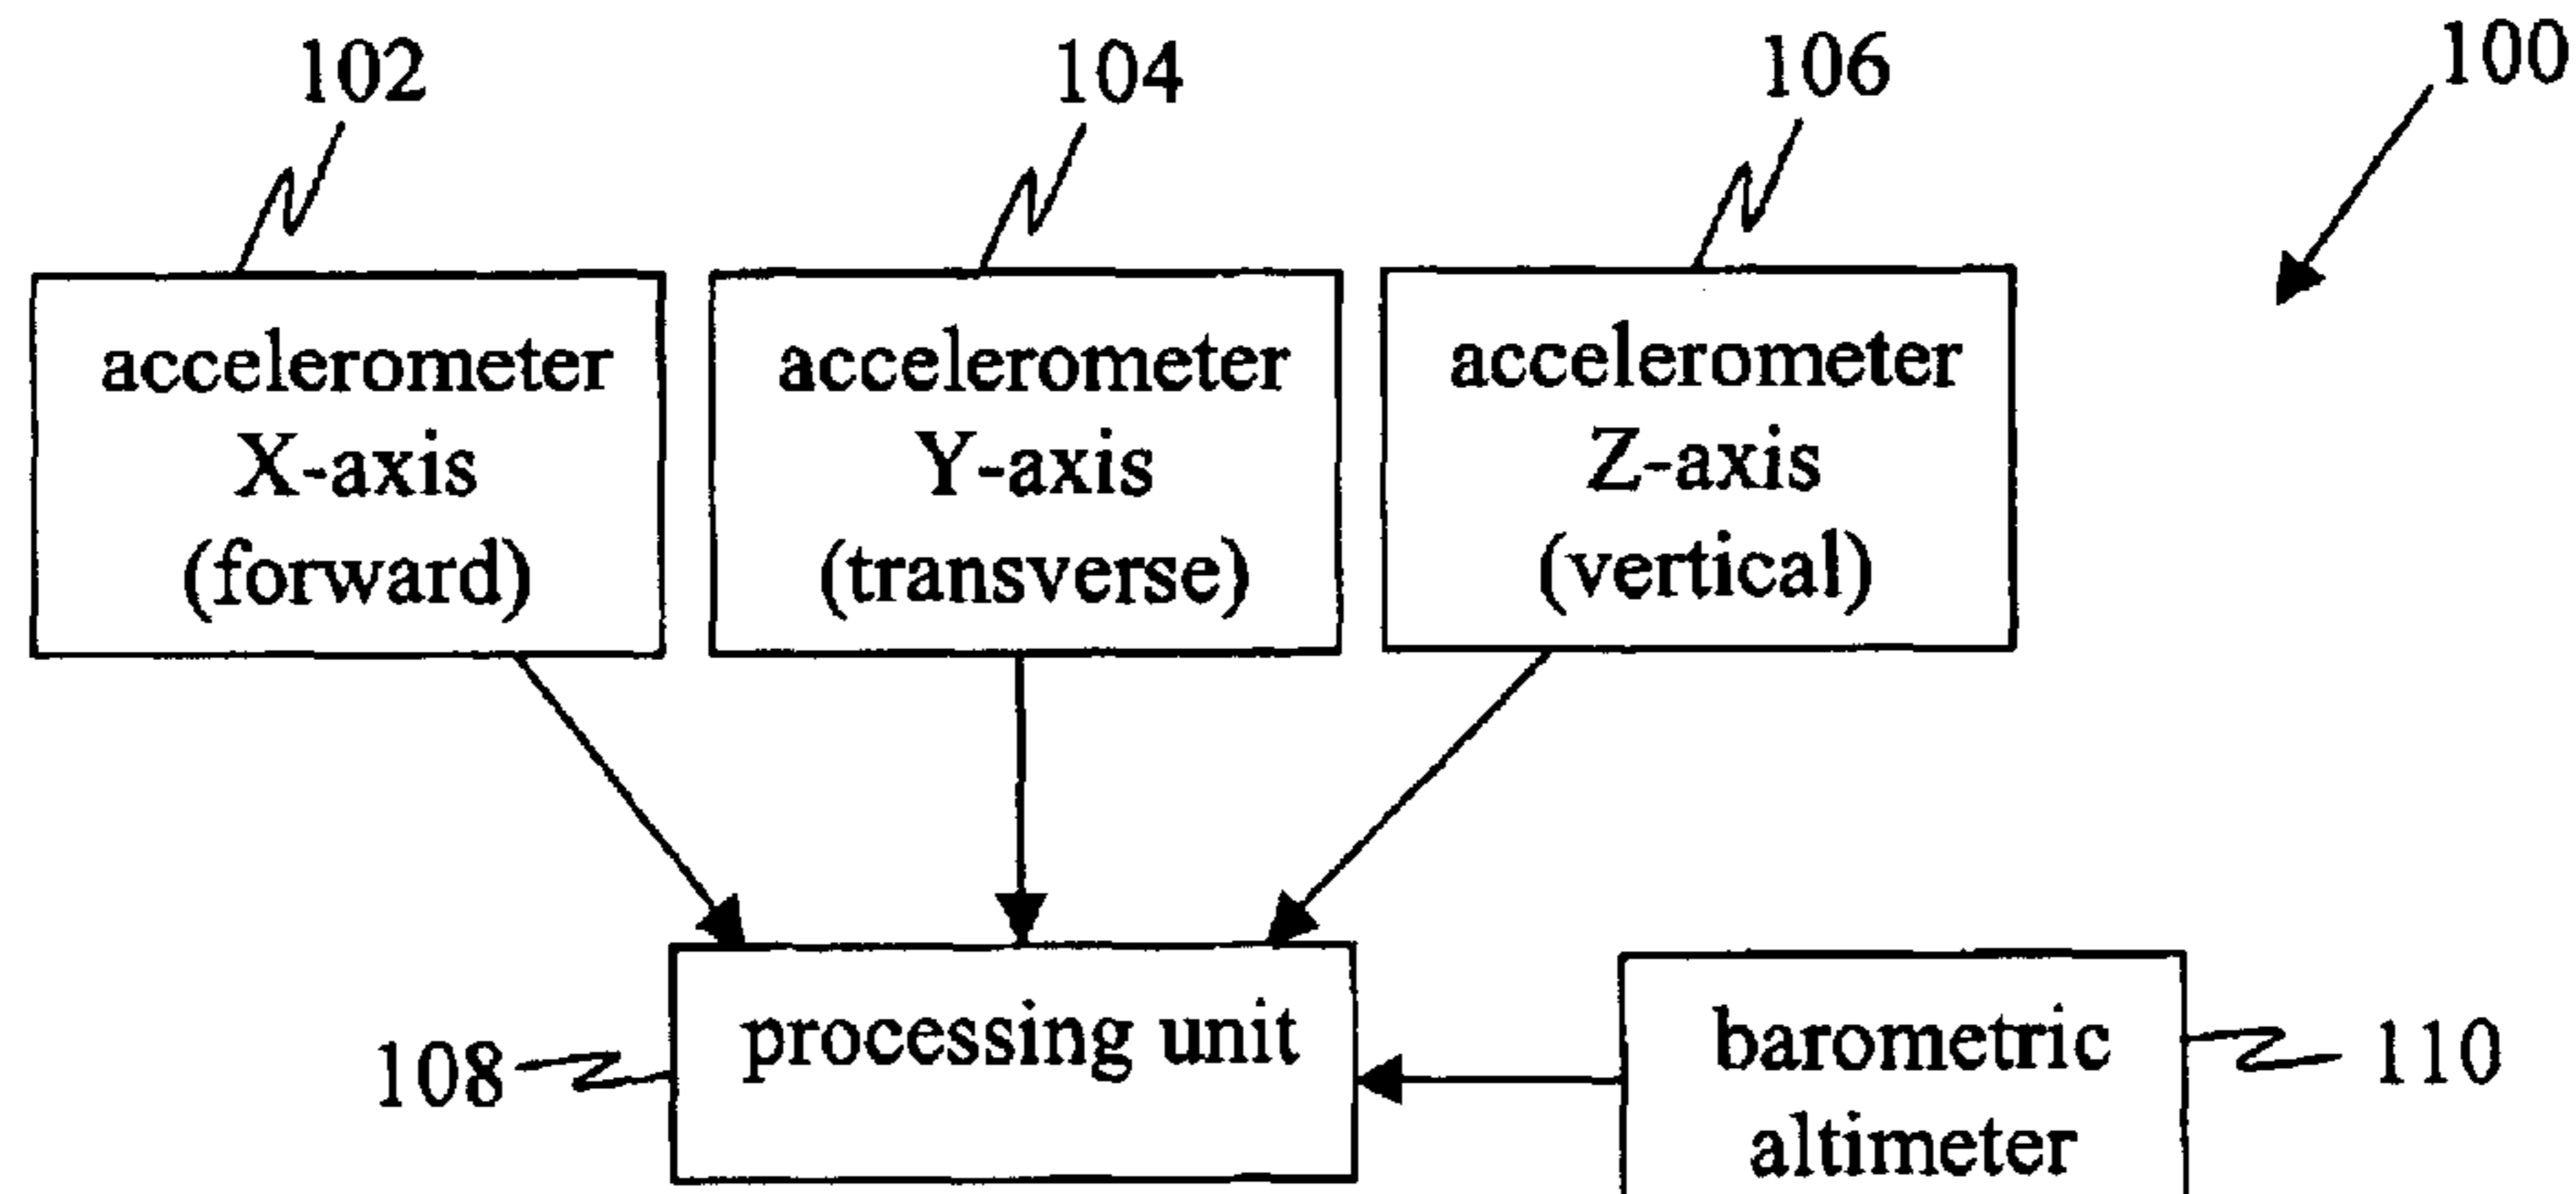 102
104
106
100
accelerometer
X-axis
(forward)
accelerometer
Y-axis
(transverse)
accelerometer
Z-axis
(vertical)
108
processing unit
barometric
altimeter
110